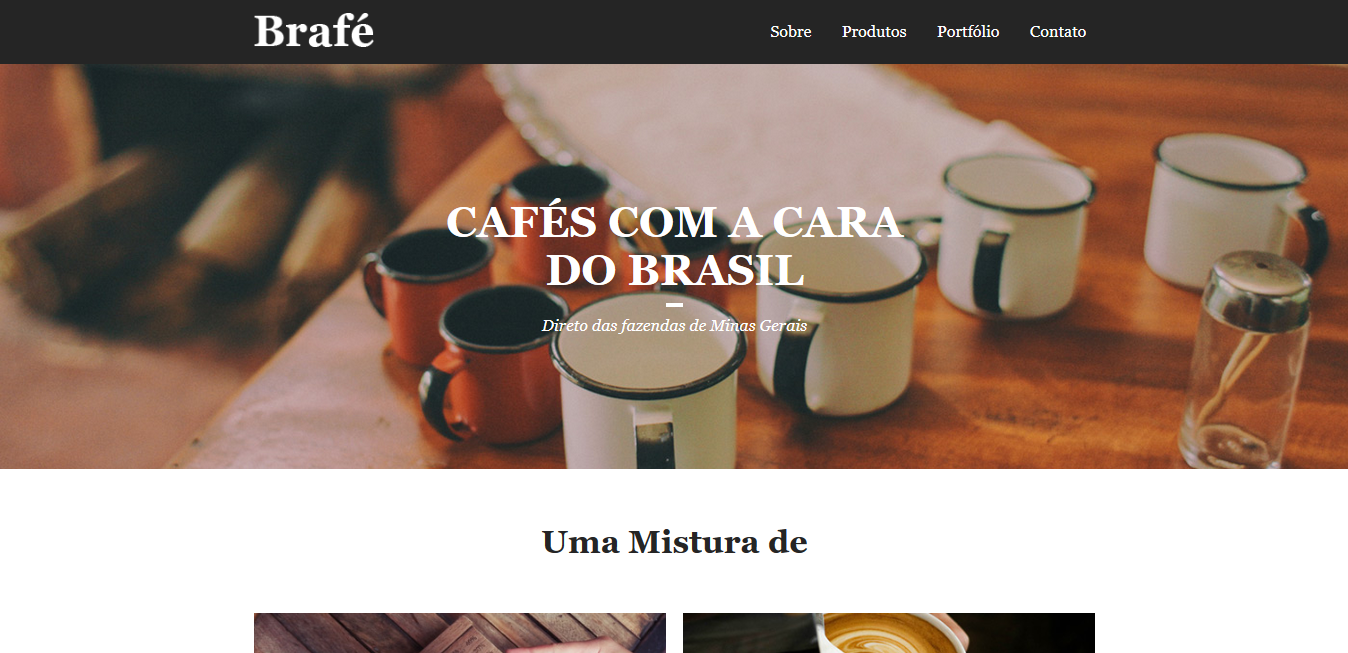 Brafé
Sobre Produtos Portfólio Contato
CAFÉS COM A CARA
DO BRASIL
Direto das fazendas de Minas Gerais
Uma Mistura de